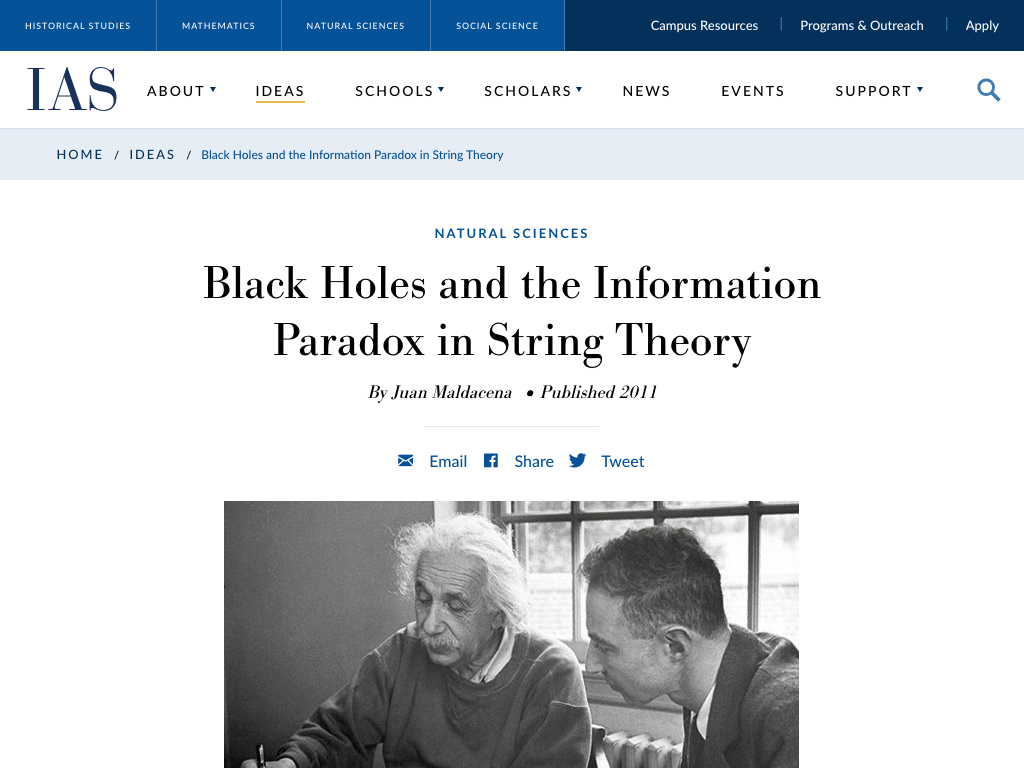 HISTORICAL STUDIES
MATHEMATICS
NATURAL SCIENCES
SOCIAL SCIENCE
Campus Resources
Programs & Outreach
Apply
IAS
ABOUT
IDEAS
SCHOOLS
SCHOLARS
NEWS
EVENTS
SUPPORT
HOME / IDEAS / Black Holes and the Information Paradox in String Theory
NATURAL SCIENCES
Black Holes and the Information
Paradox in String Theory
By Juan Maldacena • Published 2011
Email
Share
Tweet